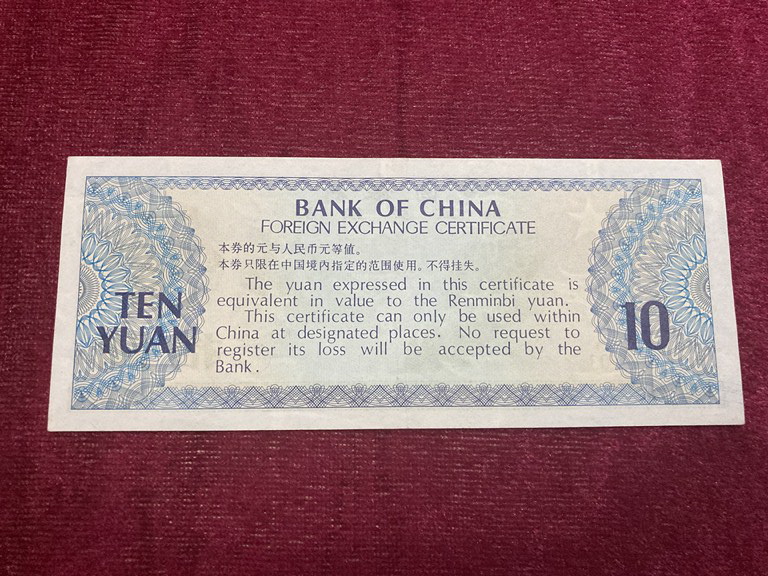 BANK OF CHINA
FOREIGN EXCHANGE CERTIFICATE
本券的元与人民币元等值。
本券只限在中国境内指定的范围使用。不得挂失。
The yuan expressed in this certificate is
equivalent in value to the Renminbi yuan.
This certificate can only be used within
China at designated places. No request to
register its loss will be accepted by the
Bank.
TEN
YUAN
10